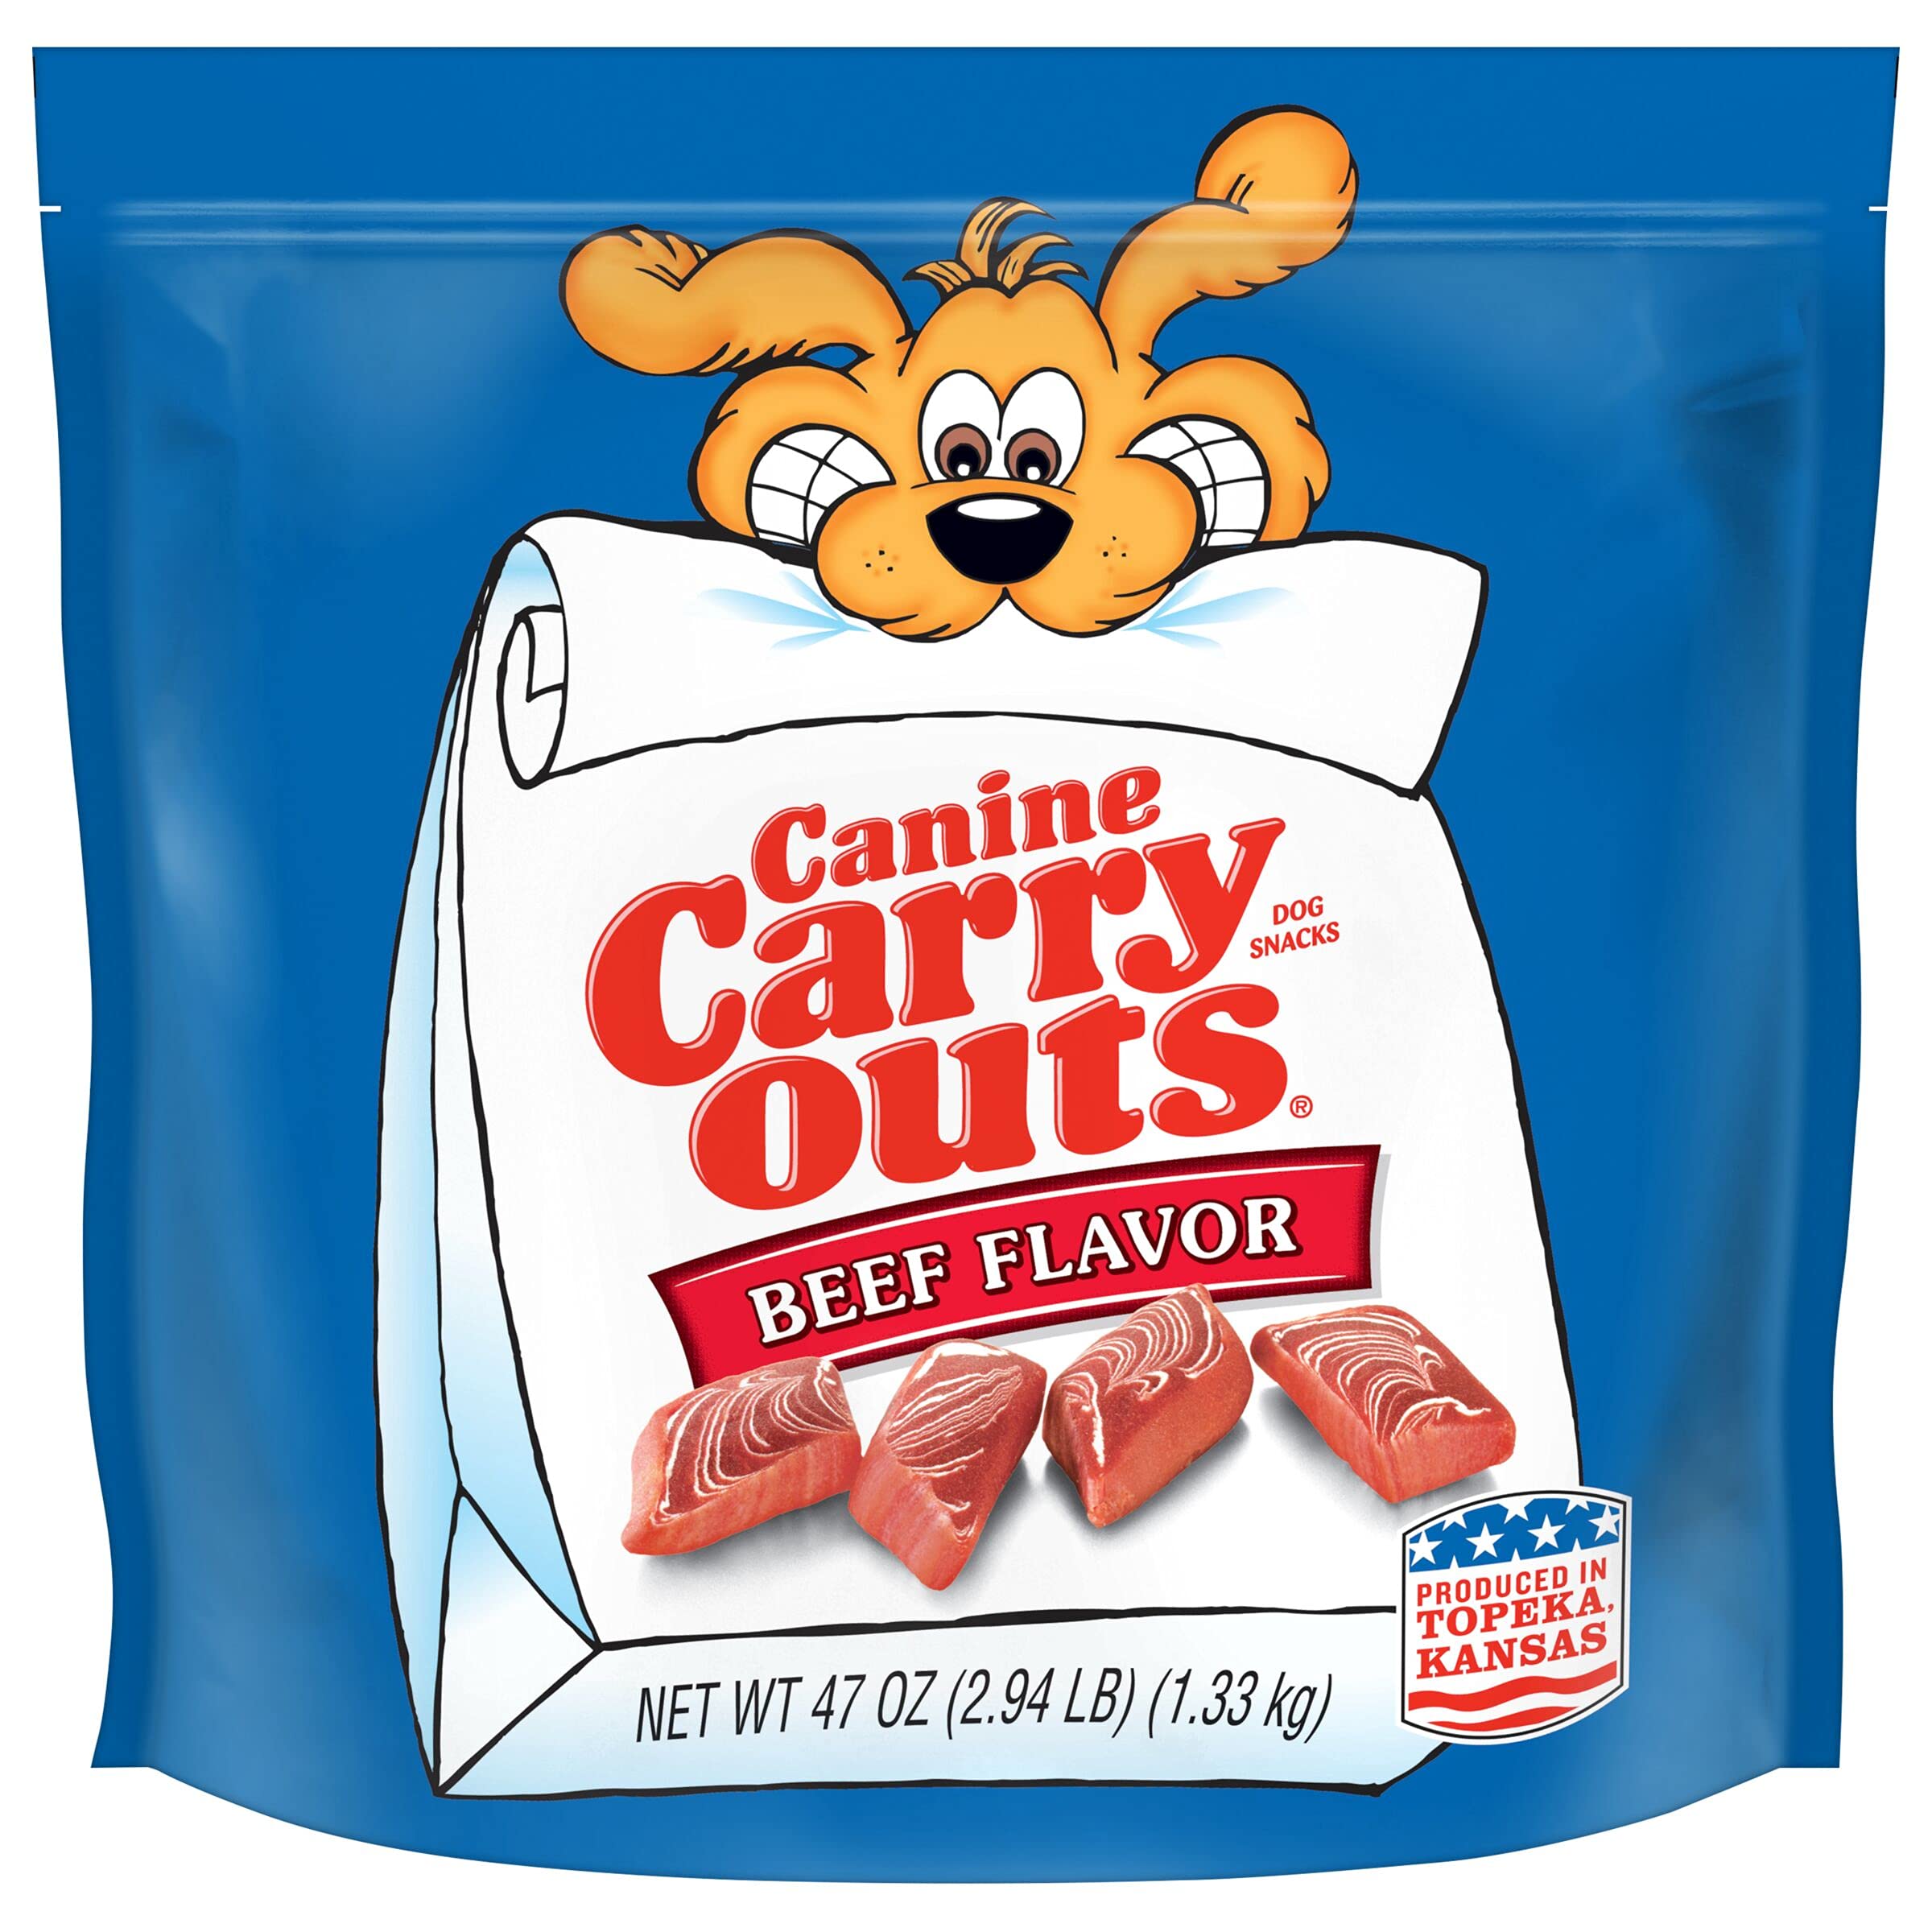 Canine
Carry
DOG
SNACKS
Outs®
BEEF FLAVOR
PRODUCED IN
TOPEKA,
KANSAS
NET WT 47 OZ (2.94 LB) (1.33 kg)